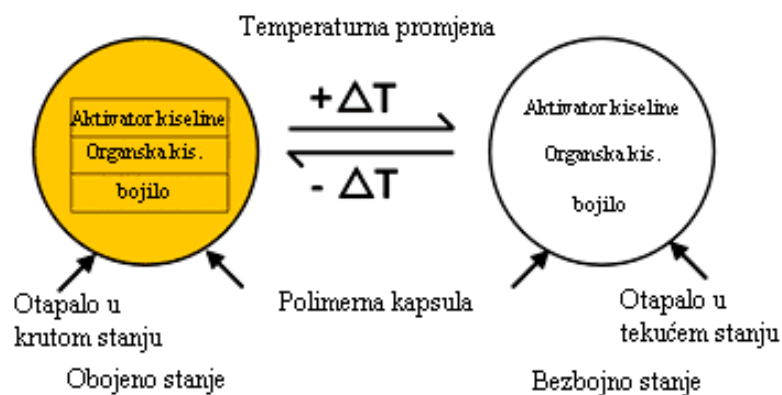 Temperaturna promjena
Aktivator kiseline
Organska kis.
bojilo
+ΔT
- ΔT
Aktivator kiseline
Organska kis.
bojilo
Otapalo u
krutom stanju
Polimerna kapsula
Otapalo u
tekućem stanju
Obojeno stanje
Bezbojno stanje